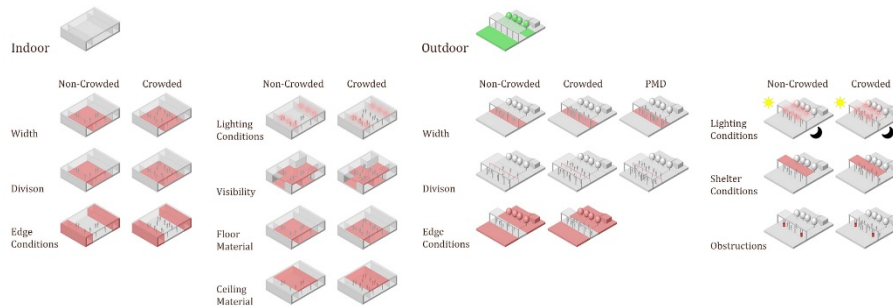 Indoor
Non-Crowded Crowded
Width
Divison
Edge
Conditions
Non-Crowded Crowded
Lighting
Conditions
Visibility
Floor
Material
Ceiling
Material
Outdoor
Non-Crowded Crowded PMD
Width
Divison
Edge
Conditions
Non-Crowded Crowded
Lighting
Conditions
Shelter
Conditions
Obstructions